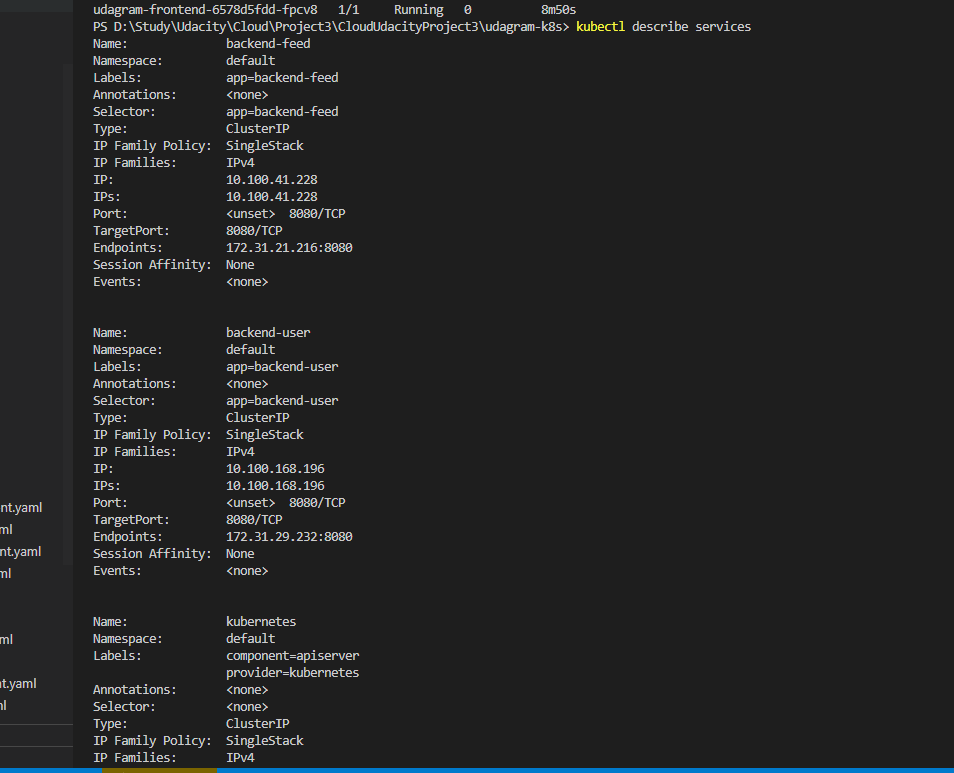 udagram-frontend-6578d5fdd-fpcv8   1/1     Running   0          8m50s
PS D:\Study\Udacity\Cloud\Project3\CloudUdacityProject3\udagram-k8s> kubectl describe services
Name:              backend-feed
Namespace:         default
Labels:            app=backend-feed
Annotations:       <none>
Selector:          app=backend-feed
Type:              ClusterIP
IP Family Policy:  SingleStack
IP Families:       IPv4
IP:                10.100.41.228
IPs:               10.100.41.228
Port:              <unset>  8080/TCP
TargetPort:        8080/TCP
Endpoints:         172.31.21.216:8080
Session Affinity:  None
Events:            <none>
Name:              backend-user
Namespace:         default
Labels:            app=backend-user
Annotations:       <none>
Selector:          app=backend-user
Type:              ClusterIP
IP Family Policy:  SingleStack
IP Families:       IPv4
IP:                10.100.168.196
IPs:               10.100.168.196
Port:              <unset>  8080/TCP
TargetPort:        8080/TCP
Endpoints:         172.31.29.232:8080
Session Affinity:  None
Events:            <none>
Name:              kubernetes
Namespace:         default
Labels:            component=apiserver
                   provider=kubernetes
Annotations:       <none>
Selector:          <none>
Type:              ClusterIP
IP Family Policy:  SingleStack
IP Families:       IPv4
nt.yaml
ml
nt.yaml
ml
ml
t.yaml
l